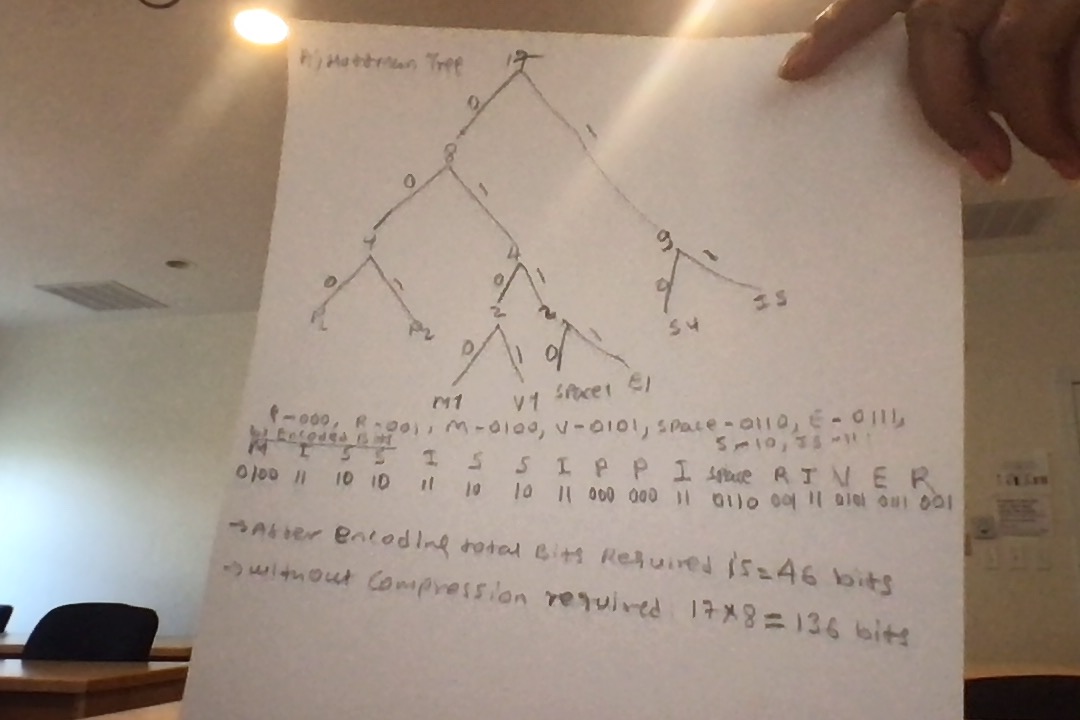 Huffman Tree
17
0 1
8
0 1
4 4 9
0 1 0 1 0 1
2 2
R R2 S4 I5
0 1 0 1
M1 V1 space1 E1
P-000, R-001, M-0100, V-0101, space-0110, E-0111,
b) Encoded Bits S-10, I5-11
M I S S I S S I P P I space R I V E R
0100 11 10 10 11 10 10 11 000 000 11 0110 001 11 0101 0111 001
→After encoding total Bits Required is=46 bits
→without compression required: 17×8=136 bits